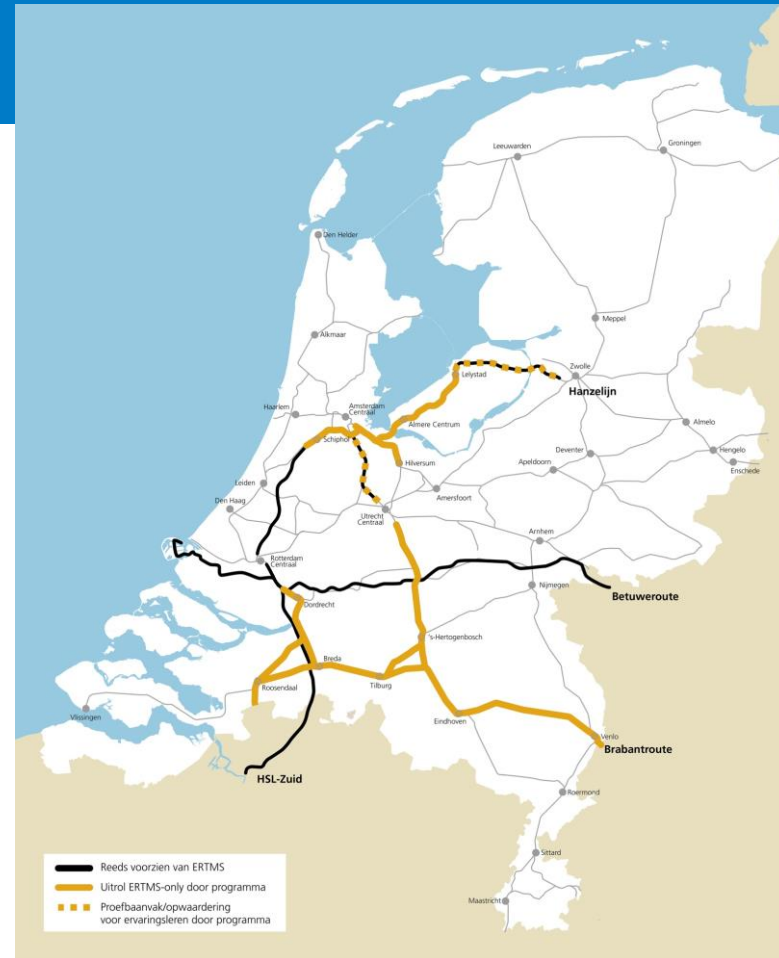 Leeuwarden
Groningen
Den Helder
Meppel
Alkmaar
Zwolle
Lelystad
Hanzelijn
Haarlem
Amsterdam
Centraal
Almere Centrum
Almelo
Schiphol
Deventer
Hengelo
Hilversum
Apeldoorn
Enschede
Leiden
Amersfoort
Den Haag
Utrecht
Centraal
Arnhem
Rotterdam
Centraal
Nijmegen
Betuweroute
Dordrecht
's-Hertogenbosch
Breda
Roosendaal
Tilburg
Vlissingen
Eindhoven
Venlo
Brabantroute
HSL-Zuid
Roermond
Sittard
Maastricht
Reeds voorzien van ERTMS
Uitrol ERTMS-only door programma
Proefbaanvak/opwaardering
voor ervaringsleren door programma